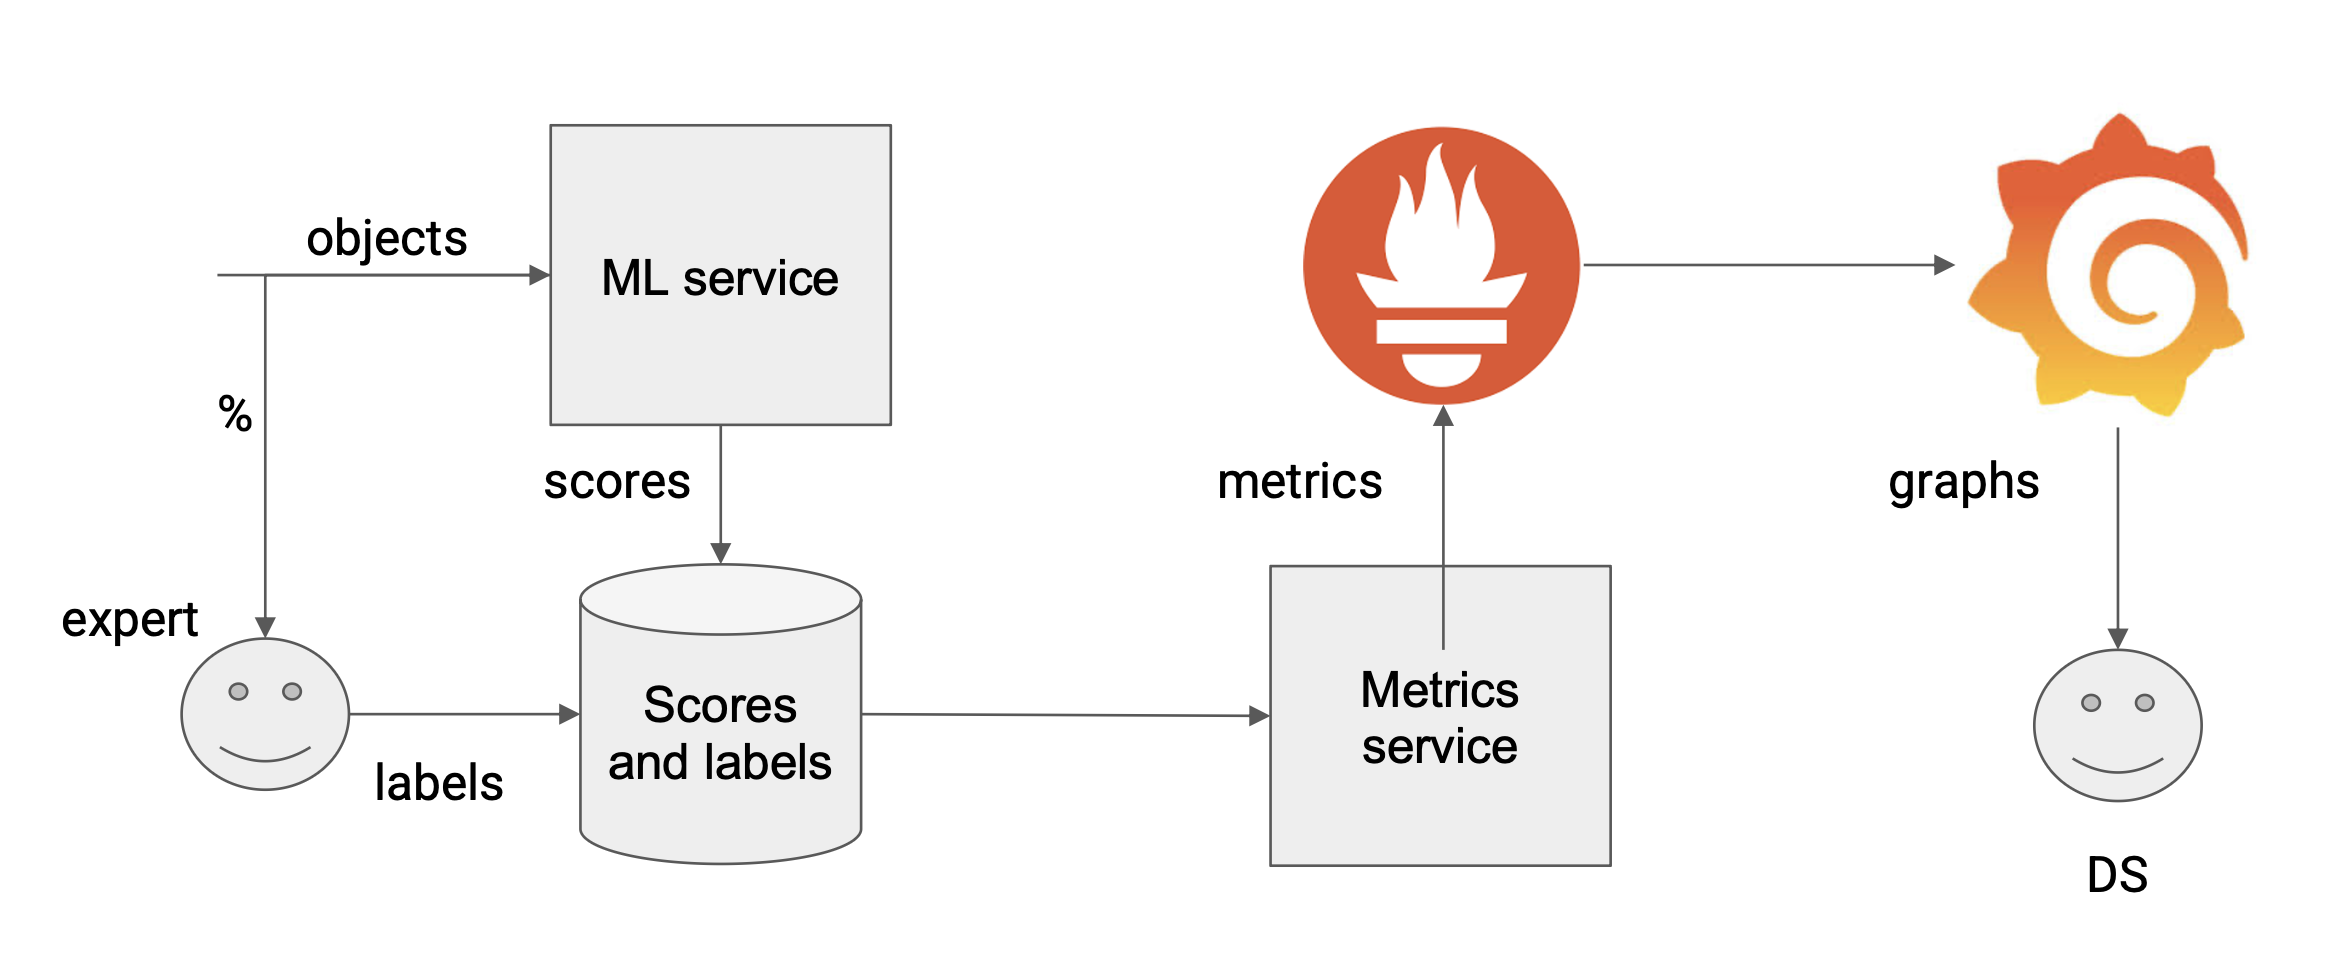 objects
ML service
%
scores
metrics
graphs
expert
Scores
and labels
Metrics
service
labels
DS